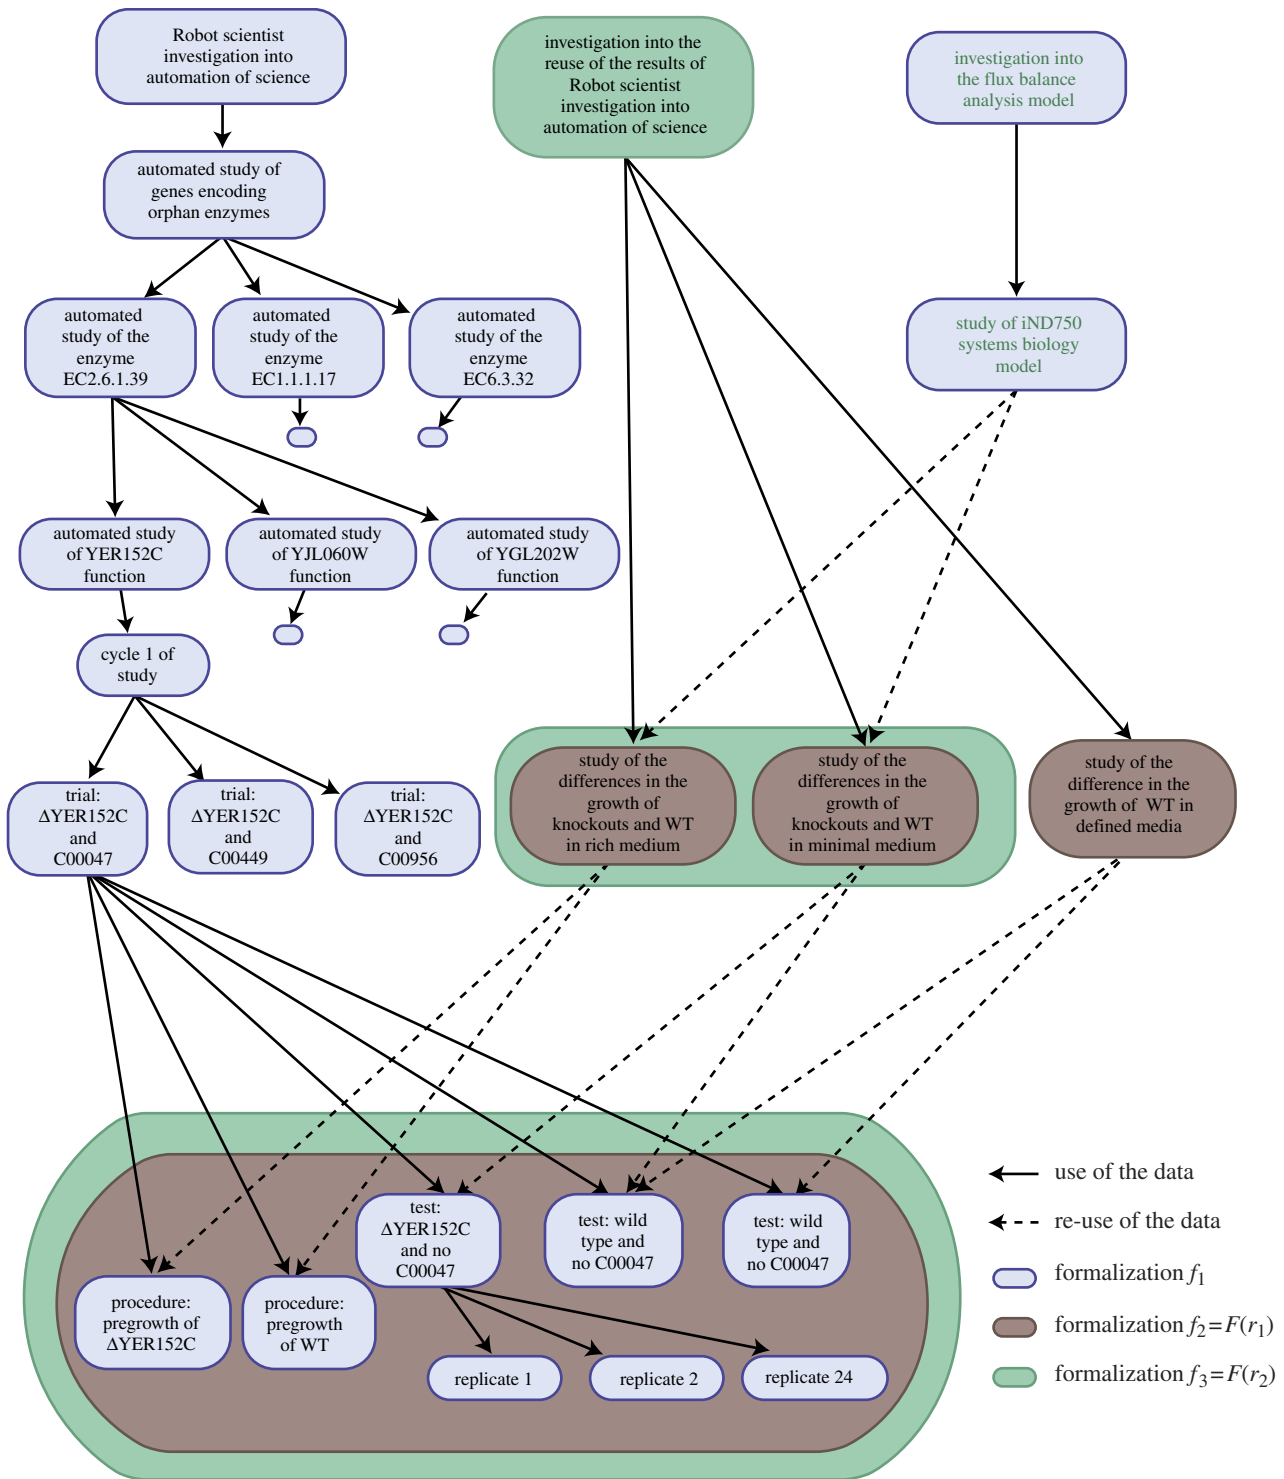 Robot scientist
investigation into
automation of science
investigation into the
reuse of the results of
Robot scientist
investigation into
automation of science
investigation into
the flux balance
analysis model
automated study of
genes encoding
orphan enzymes
automated
study of the
enzyme
EC2.6.1.39
automated
study of the
enzyme
EC1.1.1.17
automated
study of the
enzyme
EC6.3.32
study of iND750
systems biology
model
automated study
of YER152C
function
automated study
of YJL060W
function
automated study
of YGL202W
function
cycle 1 of
study
trial:
ΔYER152C
and
C00047
trial:
ΔYER152C
and
C00449
trial:
ΔYER152C
and
C00956
study of the
differences in the
growth of
knockouts and WT
in rich medium
study of the
differences in the
growth of
knockouts and WT
in minimal medium
study of the
difference in the
growth of WT in
defined media
test:
ΔYER152C
and no
C00047
test: wild
type and
no C00047
test: wild
type and
no C00047
procedure:
pregrowth of
ΔYER152C
procedure:
pregrowth
of WT
replicate 1
replicate 2
replicate 24
use of the data
re-use of the data
formalization f₁
formalization f₂=F(r₁)
formalization f₃=F(r₂)